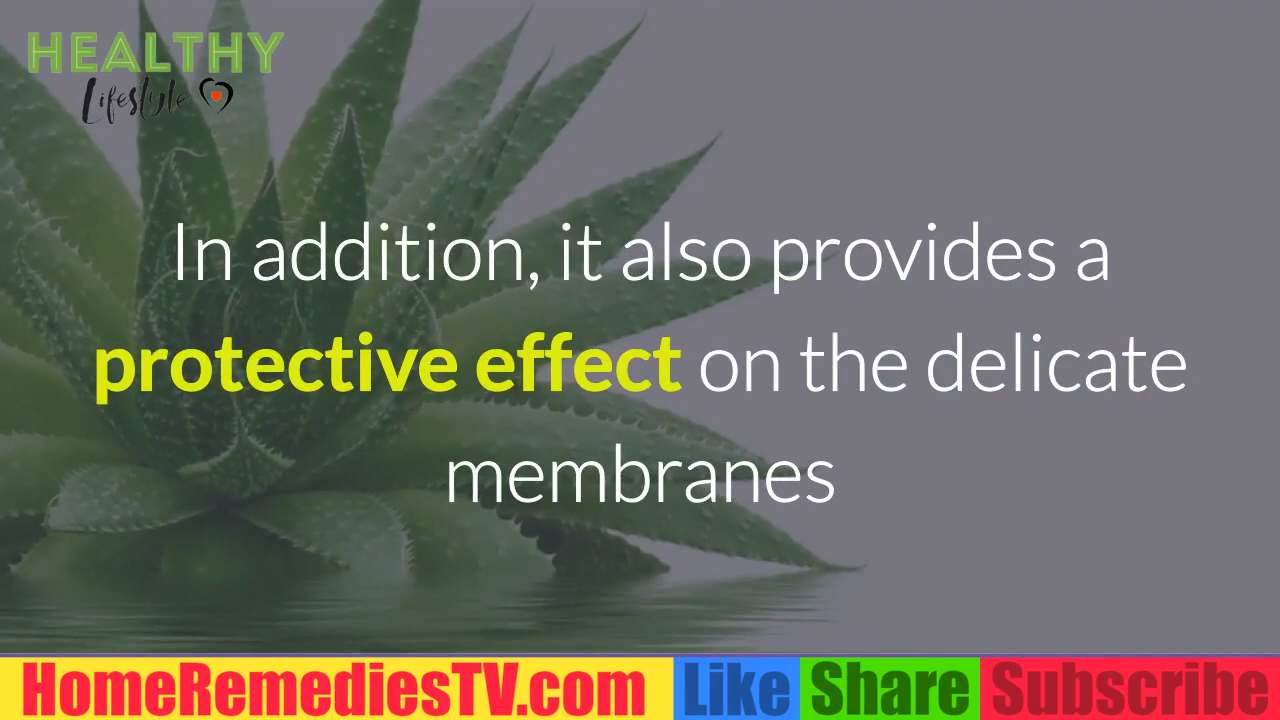 HEALTHY
Lifestyle
In addition, it also provides a
protective effect on the delicate
membranes
HomeRemediesTV.com Like Share Subscribe